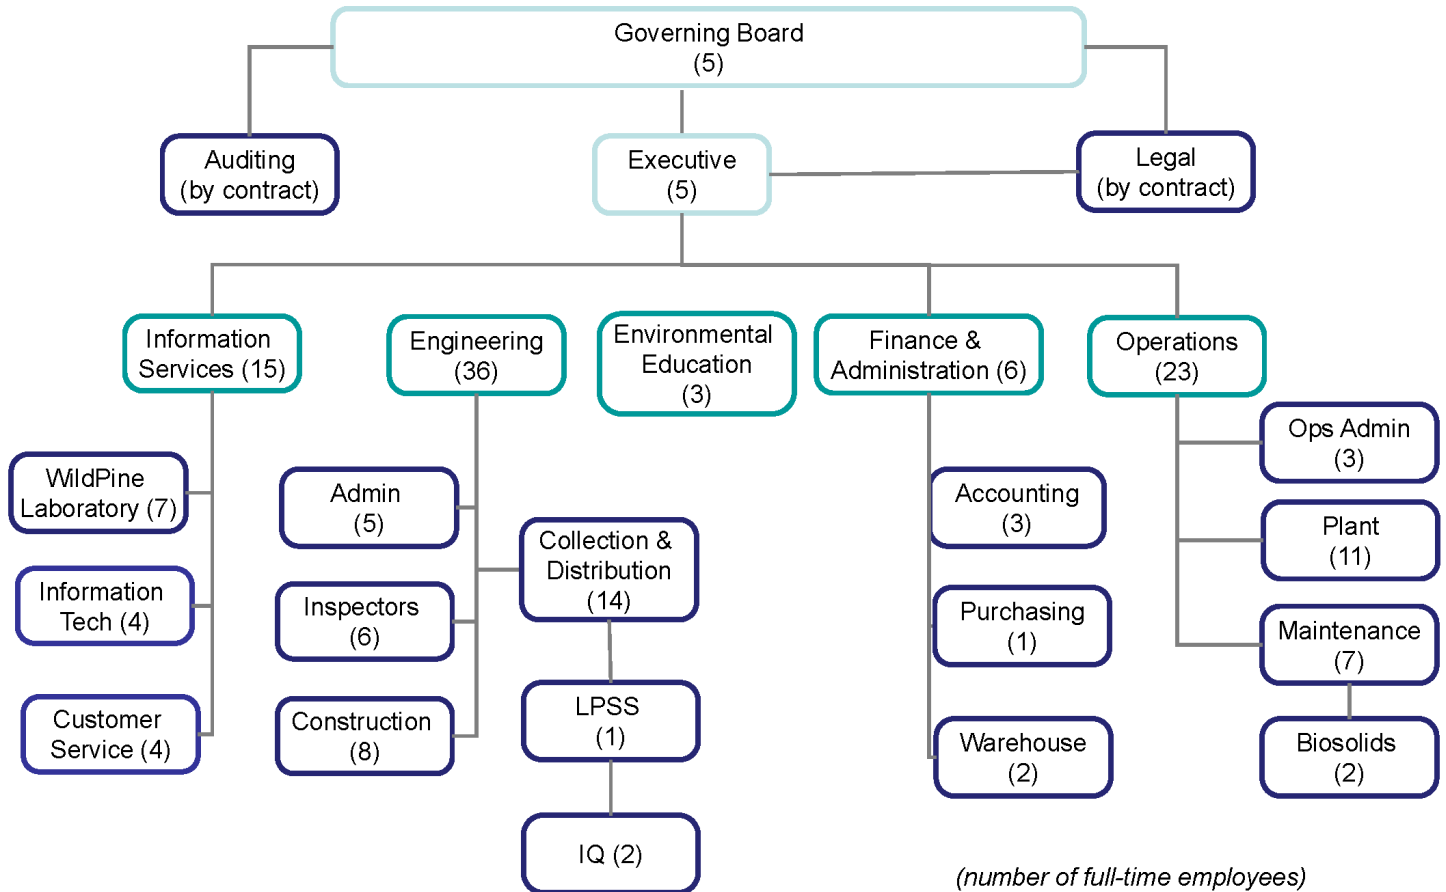 Governing Board
(5)
Auditing
(by contract)
Executive
(5)
Legal
(by contract)
Information
Services (15)
Engineering
(36)
Environmental
Education
(3)
Finance &
Administration (6)
Operations
(23)
WildPine
Laboratory (7)
Information
Tech (4)
Customer
Service (4)
Admin
(5)
Inspectors
(6)
Construction
(8)
Collection &
Distribution
(14)
LPSS
(1)
IQ (2)
Accounting
(3)
Purchasing
(1)
Warehouse
(2)
Ops Admin
(3)
Plant
(11)
Maintenance
(7)
Biosolids
(2)
(number of full-time employees)